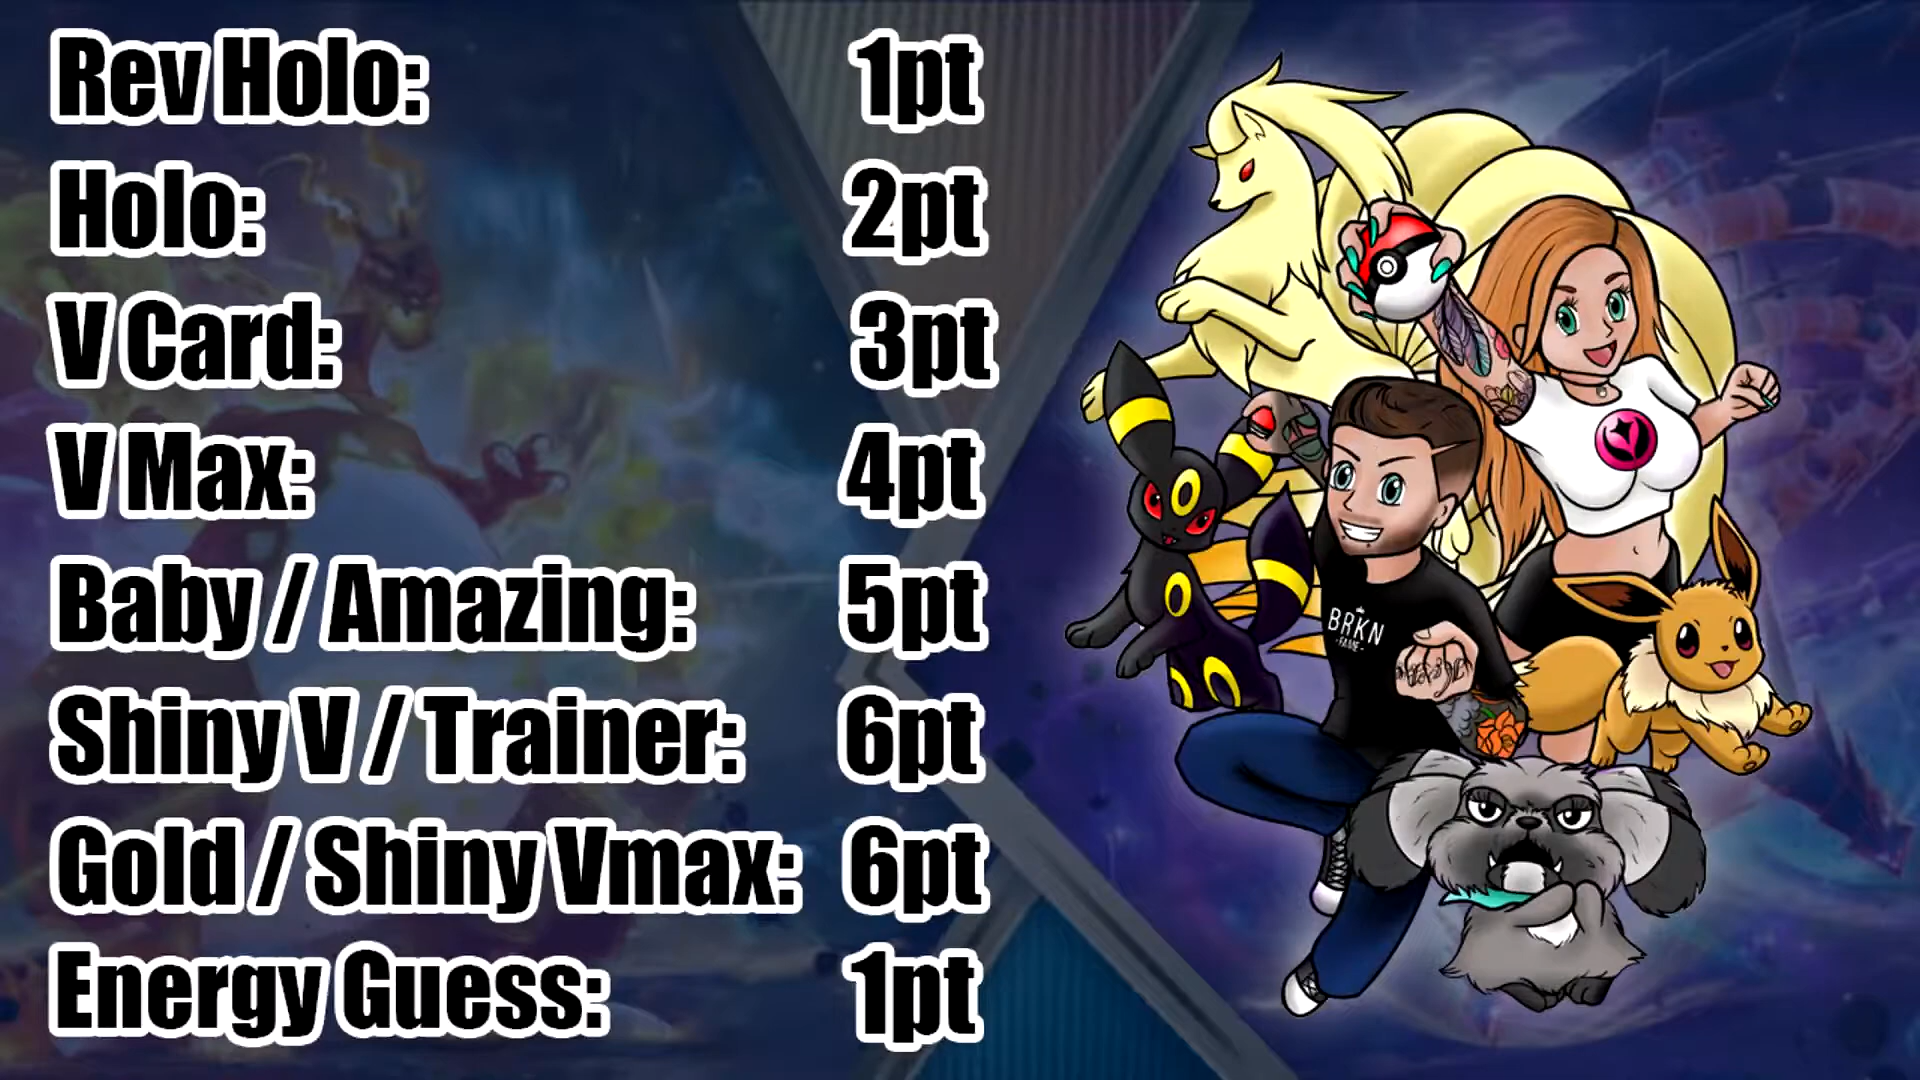 Rev Holo: 1pt
Holo: 2pt
V Card: 3pt
V Max: 4pt
Baby / Amazing: 5pt
Shiny V / Trainer: 6pt
Gold / Shiny Vmax: 6pt
Energy Guess: 1pt
BRKN
-FAME-